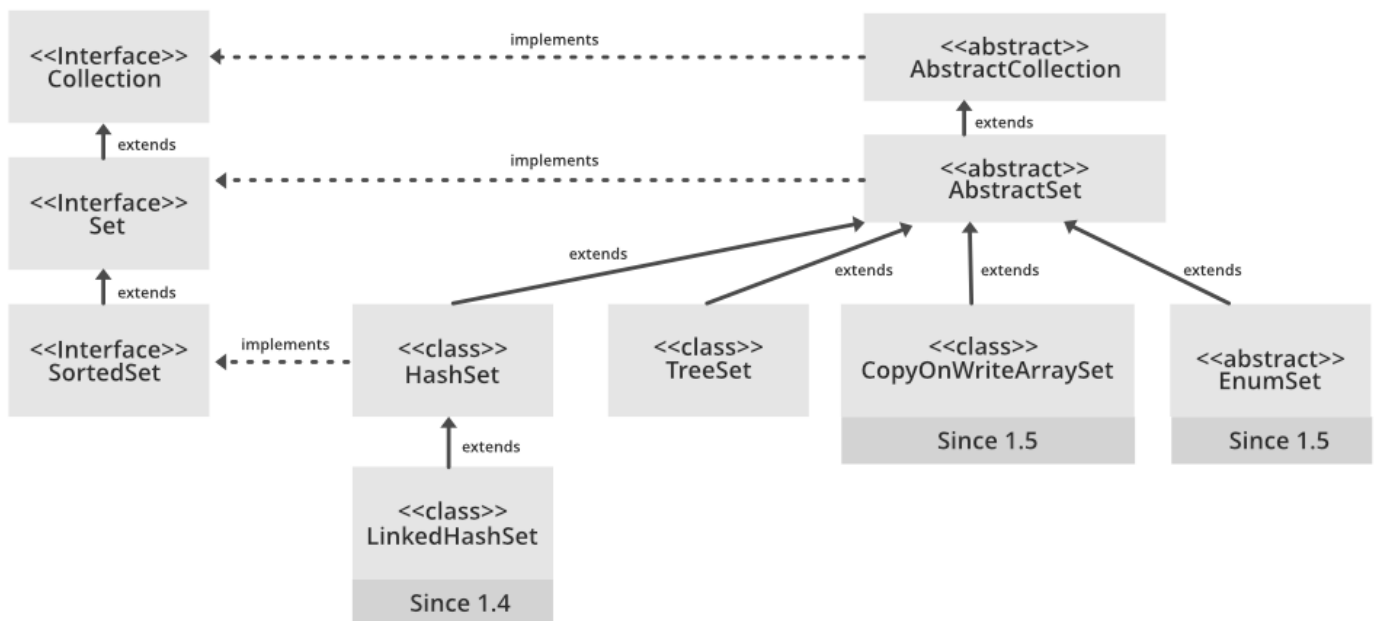 <<Interface>>
Collection
implements
<<abstract>>
AbstractCollection
extends
extends
<<Interface>>
Set
implements
<<abstract>>
AbstractSet
extends
extends
extends
extends
extends
<<Interface>>
SortedSet
implements
<<class>>
HashSet
<<class>>
TreeSet
<<class>>
CopyOnWriteArraySet
Since 1.5
<<abstract>>
EnumSet
Since 1.5
extends
<<class>>
LinkedHashSet
Since 1.4